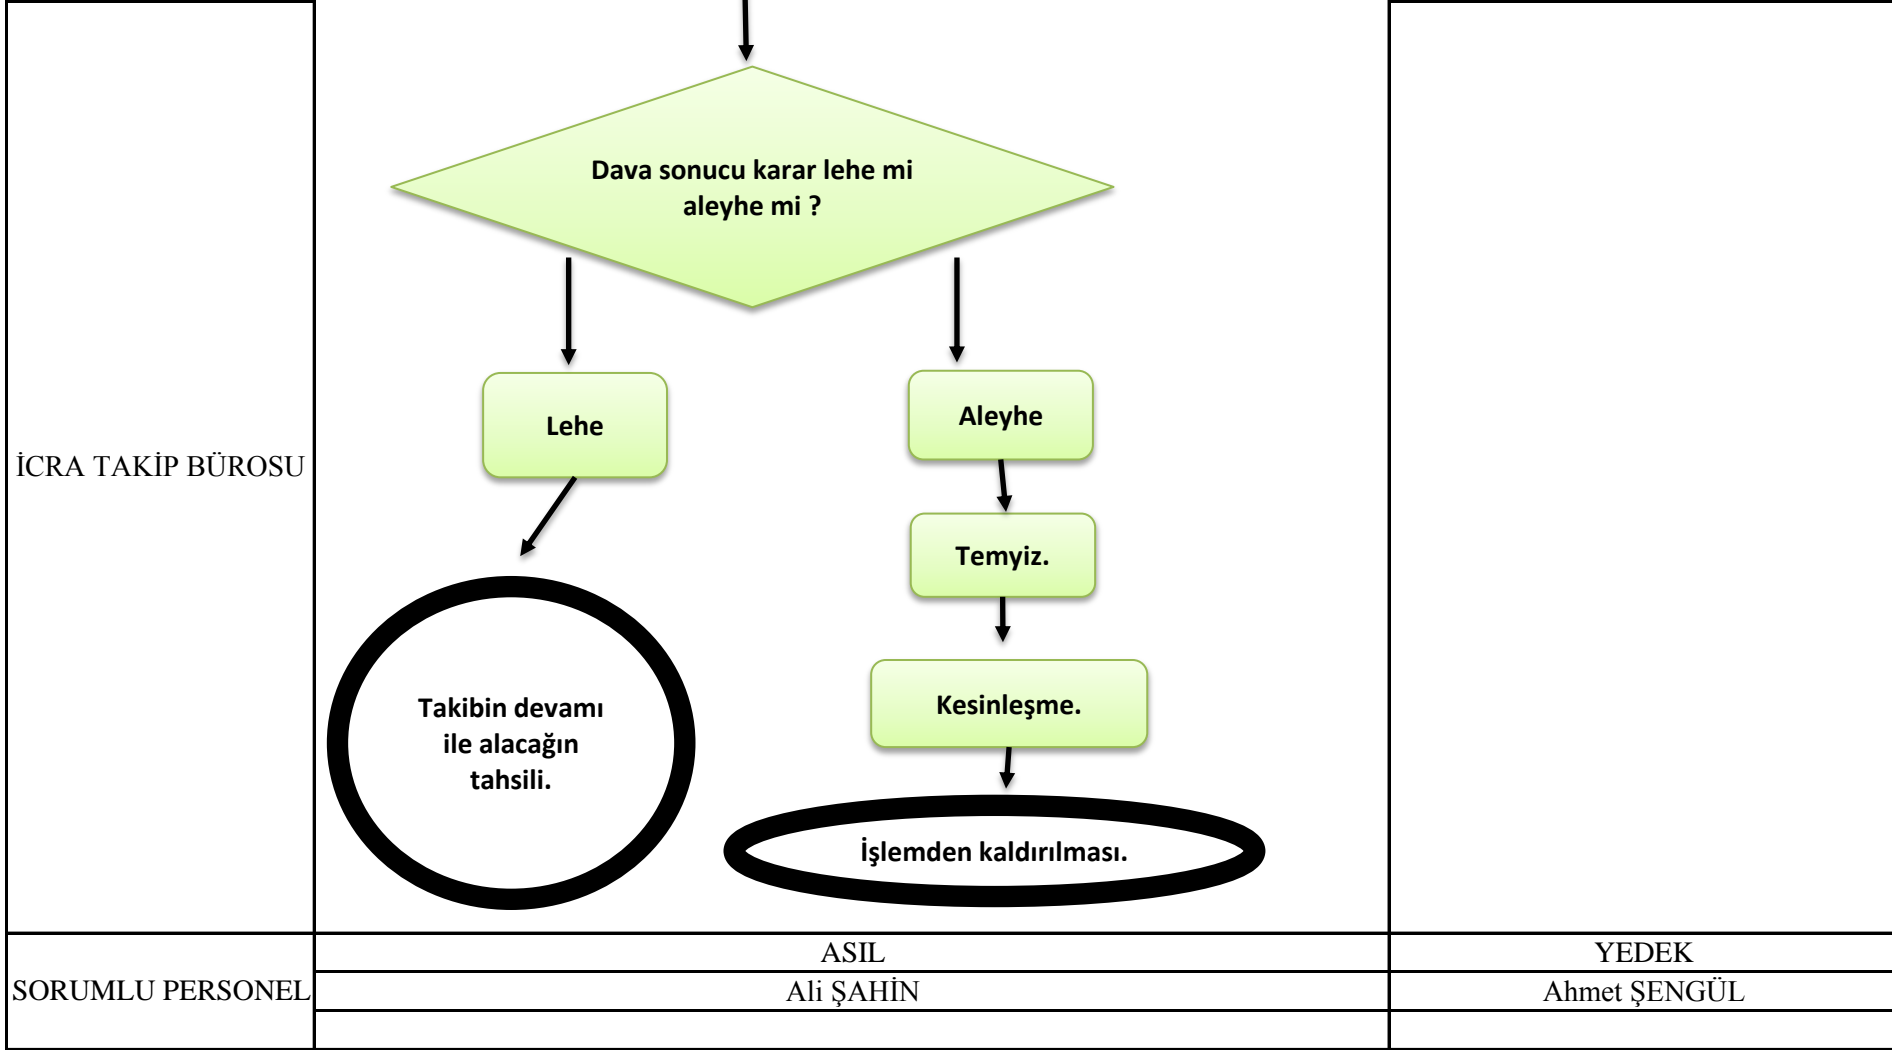 Dava sonucu karar lehe mi
aleyhe mi ?
Lehe
Aleyhe
İCRA TAKİP BÜROSU
Temyiz.
Takibin devamı
ile alacağın
tahsili.
Kesinleşme.
İşlemden kaldırılması.
SORUMLU PERSONEL
ASIL
YEDEK
Ali ŞAHİN
Ahmet ŞENGÜL